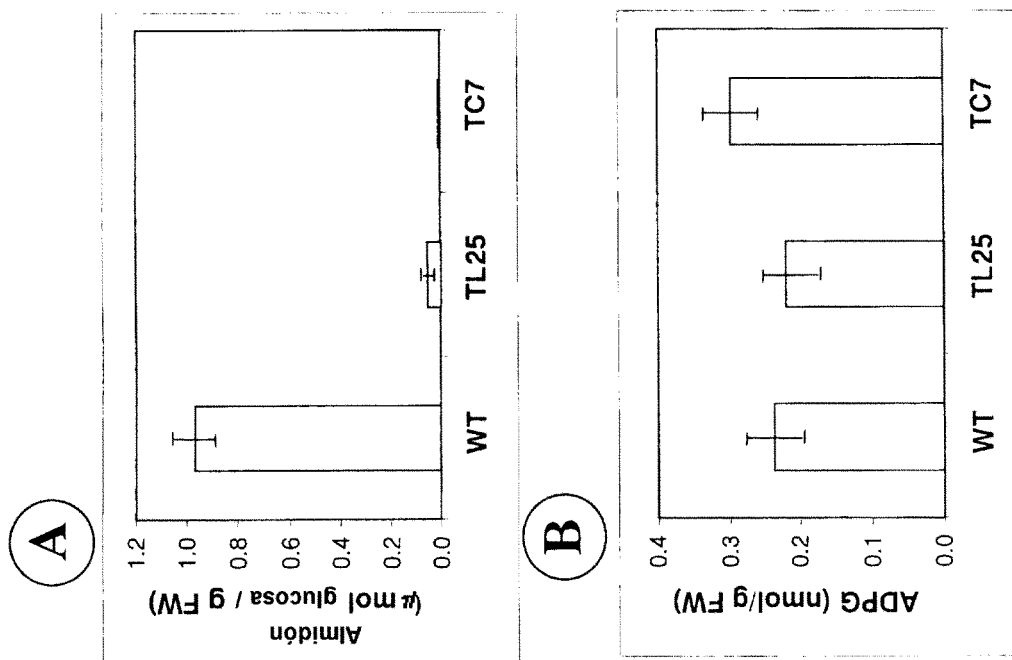 A
Almidón
(μmol glucosa / g FW)
1.2
1.0
0.8
0.6
0.4
0.2
0.0
WT
TL25
TC7
B
ADPG (nmol/g FW)
0.4
0.3
0.2
0.1
0.0
WT
TL25
TC7